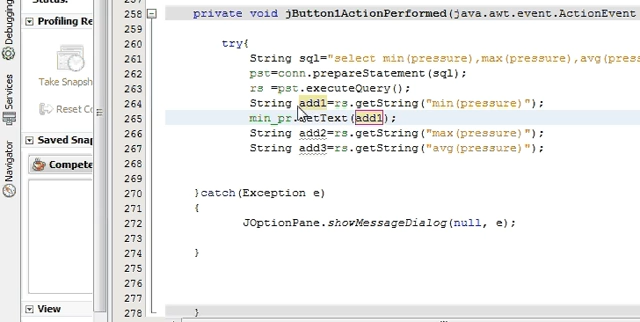 Status:
Profiling Re
Take Snapsh
Reset Co
Saved Snap
Compete
View
Debugging
Services
Navigator
258 private void jButton1ActionPerformed(java.awt.event.ActionEvent
259
260 try{
261 String sql="select min(pressure),max(pressure),avg(pres
262 pst=conn.prepareStatement(sql);
263 rs =pst.executeQuery();
264 String add1=rs.getString("min(pressure)");
265 min_pr.setText(add1);
266 String add2=rs.getString("max(pressure)");
267 String add3=rs.getString("avg(pressure)");
268
269
270 }catch(Exception e)
271 {
272 JOptionPane.showMessageDialog(null, e);
273
274 }
275
276
277
278 }